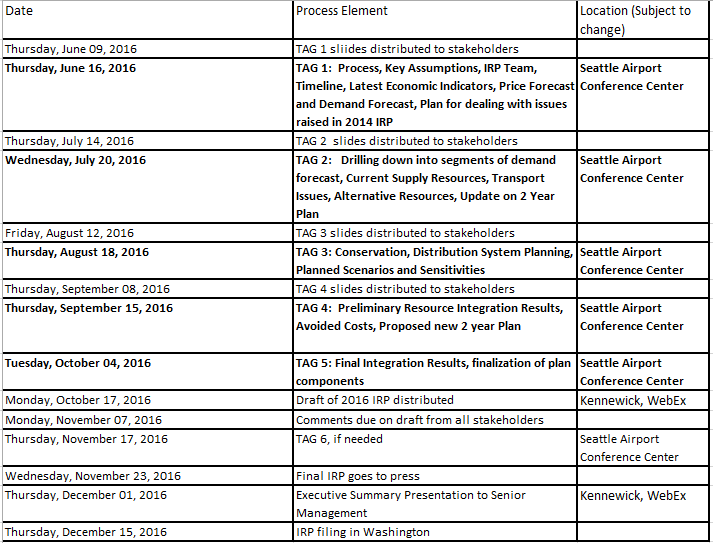 Date
Process Element
Location (Subject to
change)
Thursday, June 09, 2016
TAG 1 sliides distributed to stakeholders
Thursday, June 16, 2016
TAG 1:  Process, Key Assumptions, IRP Team,
Timeline, Latest Economic Indicators, Price Forecast
and Demand Forecast, Plan for dealing with issues
raised in 2014 IRP
Seattle Airport
Conference Center
Thursday, July 14, 2016
TAG 2  slides distributed to stakeholders
Wednesday, July 20, 2016
TAG 2:   Drilling down into segments of demand
forecast, Current Supply Resources, Transport
Issues, Alternative Resources, Update on 2 Year
Plan
Seattle Airport
Conference Center
Friday, August 12, 2016
TAG 3 slides distributed to stakeholders
Thursday, August 18, 2016
TAG 3: Conservation, Distribution System Planning,
Planned Scenarios and Sensitivities
Seattle Airport
Conference Center
Thursday, September 08, 2016
TAG 4 slides distributed to stakeholders
Thursday, September 15, 2016
TAG 4:  Preliminary Resource Integration Results,
Avoided Costs, Proposed new 2 year Plan
Seattle Airport
Conference Center
Tuesday, October 04, 2016
TAG 5: Final Integration Results, finalization of plan
components
Seattle Airport
Conference Center
Monday, October 17, 2016
Draft of 2016 IRP distributed
Kennewick, WebEx
Monday, November 07, 2016
Comments due on draft from all stakeholders
Thursday, November 17, 2016
TAG 6, if needed
Seattle Airport
Conference Center
Wednesday, November 23, 2016
Final IRP goes to press
Thursday, December 01, 2016
Executive Summary Presentation to Senior
Management
Kennewick, WebEx
Thursday, December 15, 2016
IRP filing in Washington